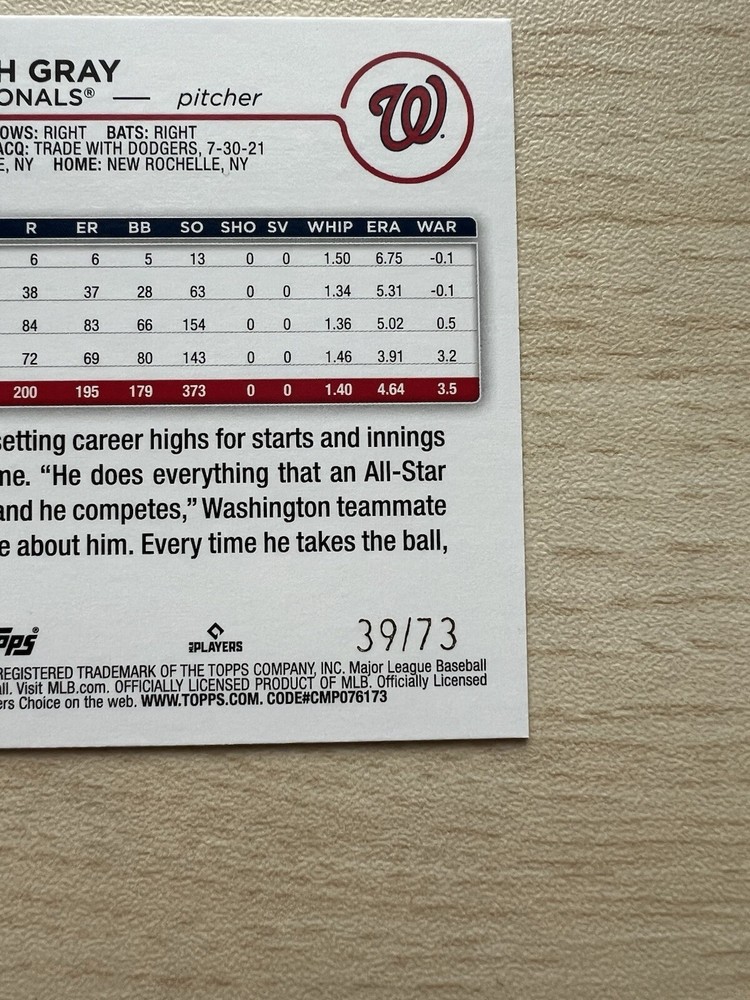 H GRAY
ONALS® — pitcher
W
OWS: RIGHT BATS: RIGHT
ACQ: TRADE WITH DODGERS, 7-30-21
E, NY HOME: NEW ROCHELLE, NY
R ER BB SO SHO SV WHIP ERA WAR
6 6 5 13 0 0 1.50 6.75 -0.1
38 37 28 63 0 0 1.34 5.31 -0.1
84 83 66 154 0 0 1.36 5.02 0.5
72 69 80 143 0 0 1.46 3.91 3.2
200 195 179 373 0 0 1.40 4.64 3.5
setting career highs for starts and innings
me. “He does everything that an All-Star
and he competes,” Washington teammate
e about him. Every time he takes the ball,
pps® PLAYERS 39/73
REGISTERED TRADEMARK OF THE TOPPS COMPANY, INC. Major League Baseball
all. Visit MLB.com. OFFICIALLY LICENSED PRODUCT OF MLB. Officially Licensed
ers Choice on the web. WWW.TOPPS.COM. CODE#CMP076173